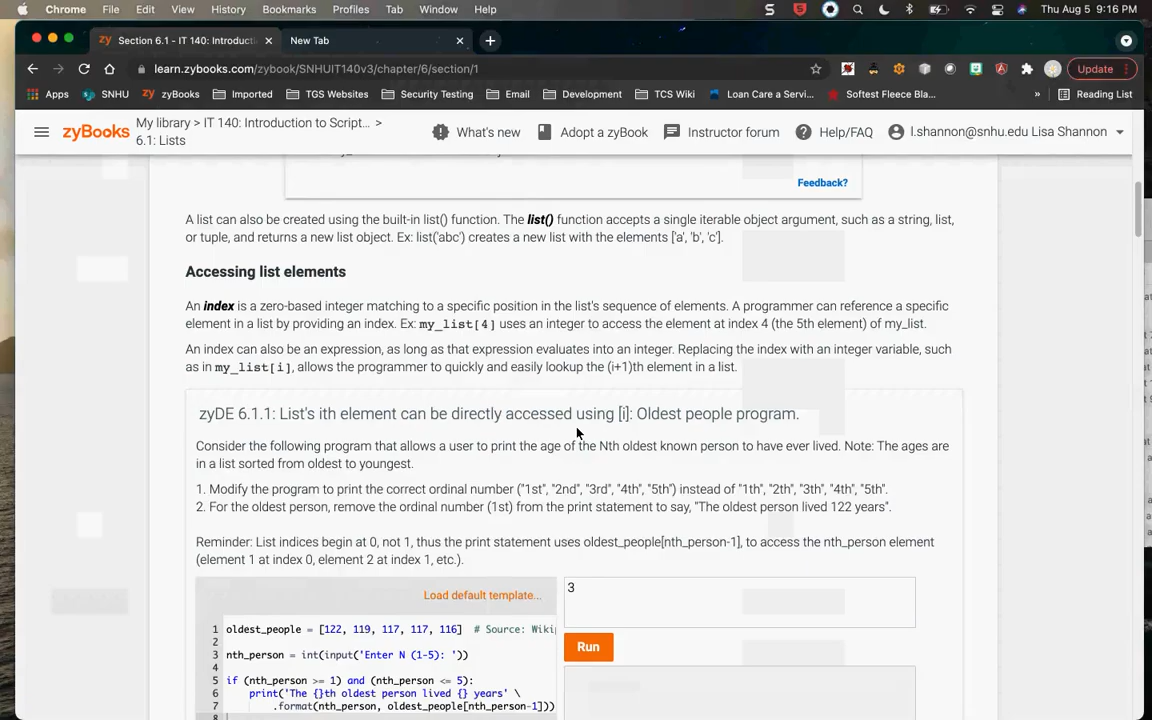 Chrome File Edit View History Bookmarks Profiles Tab Window Help Thu Aug 5 9:16 PM
zy Section 6.1 - IT 140: Introducti × New Tab × +
learn.zybooks.com/zybook/SNHUIT140v3/chapter/6/section/1 Update
Apps SNHU zy zyBooks Imported TGS Websites Security Testing Email Development TCS Wiki Loan Care a Servic... Softest Fleece Bla... » Reading List
zyBooks My library > IT 140: Introduction to Script... > What's new Adopt a zyBook Instructor forum Help/FAQ l.shannon@snhu.edu Lisa Shannon
6.1: Lists
Feedback?
A list can also be created using the built-in list() function. The list() function accepts a single iterable object argument, such as a string, list,
or tuple, and returns a new list object. Ex: list('abc') creates a new list with the elements ['a', 'b', 'c'].
Accessing list elements
An index is a zero-based integer matching to a specific position in the list's sequence of elements. A programmer can reference a specific
element in a list by providing an index. Ex: my_list[4] uses an integer to access the element at index 4 (the 5th element) of my_list.
An index can also be an expression, as long as that expression evaluates into an integer. Replacing the index with an integer variable, such
as in my_list[i], allows the programmer to quickly and easily lookup the (i+1)th element in a list.
zyDE 6.1.1: List's ith element can be directly accessed using [i]: Oldest people program.
Consider the following program that allows a user to print the age of the Nth oldest known person to have ever lived. Note: The ages are
in a list sorted from oldest to youngest.
1. Modify the program to print the correct ordinal number ("1st", "2nd", "3rd", "4th", "5th") instead of "1th", "2th", "3th", "4th", "5th".
2. For the oldest person, remove the ordinal number (1st) from the print statement to say, "The oldest person lived 122 years".
Reminder: List indices begin at 0, not 1, thus the print statement uses oldest_people[nth_person-1], to access the nth_person element
(element 1 at index 0, element 2 at index 1, etc.).
Load default template...
3
1 oldest_people = [122, 119, 117, 117, 116] # Source: Wiki
2
3 nth_person = int(input('Enter N (1-5): '))
4
5 if (nth_person >= 1) and (nth_person <= 5):
6 print('The {}th oldest person lived {} years' \
7 .format(nth_person, oldest_people[nth_person-1]))
8
Run